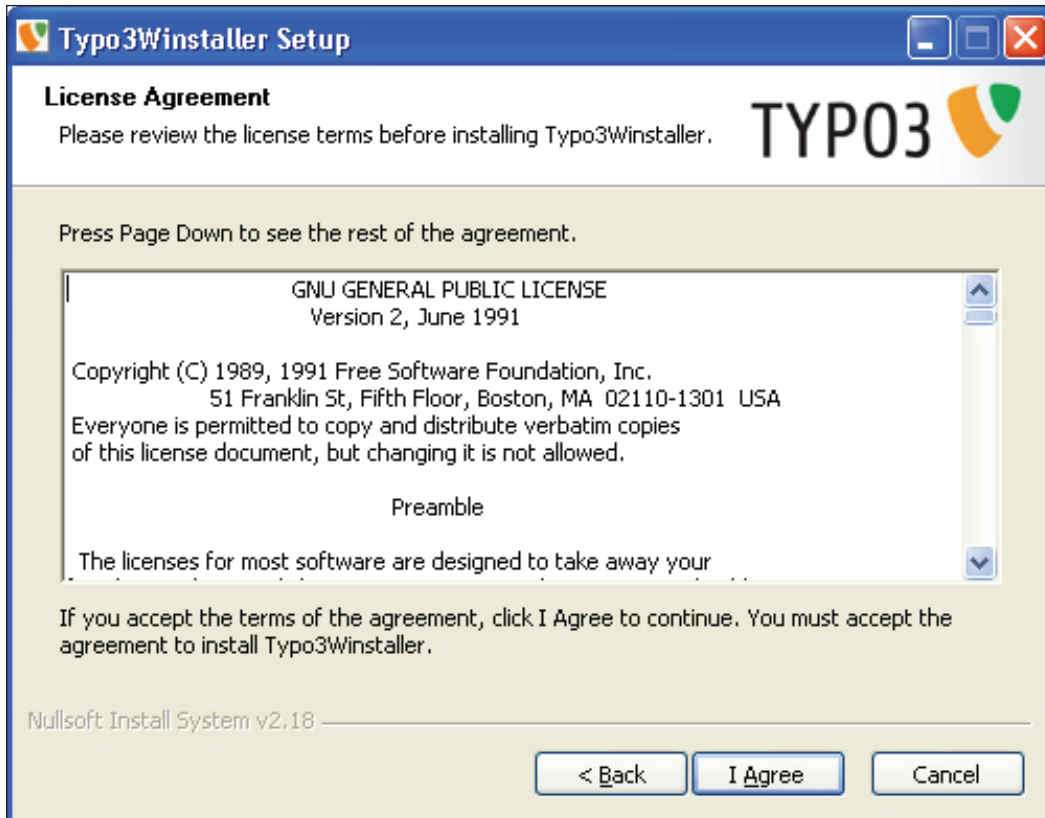 Typo3Winstaller Setup
License Agreement
Please review the license terms before installing Typo3Winstaller.
TYPO3
Press Page Down to see the rest of the agreement.
GNU GENERAL PUBLIC LICENSE
Version 2, June 1991
Copyright (C) 1989, 1991 Free Software Foundation, Inc.
51 Franklin St, Fifth Floor, Boston, MA  02110-1301  USA
Everyone is permitted to copy and distribute verbatim copies
of this license document, but changing it is not allowed.
Preamble
The licenses for most software are designed to take away your
If you accept the terms of the agreement, click I Agree to continue. You must accept the
agreement to install Typo3Winstaller.
Nullsoft Install System v2.18
< Back
I Agree
Cancel